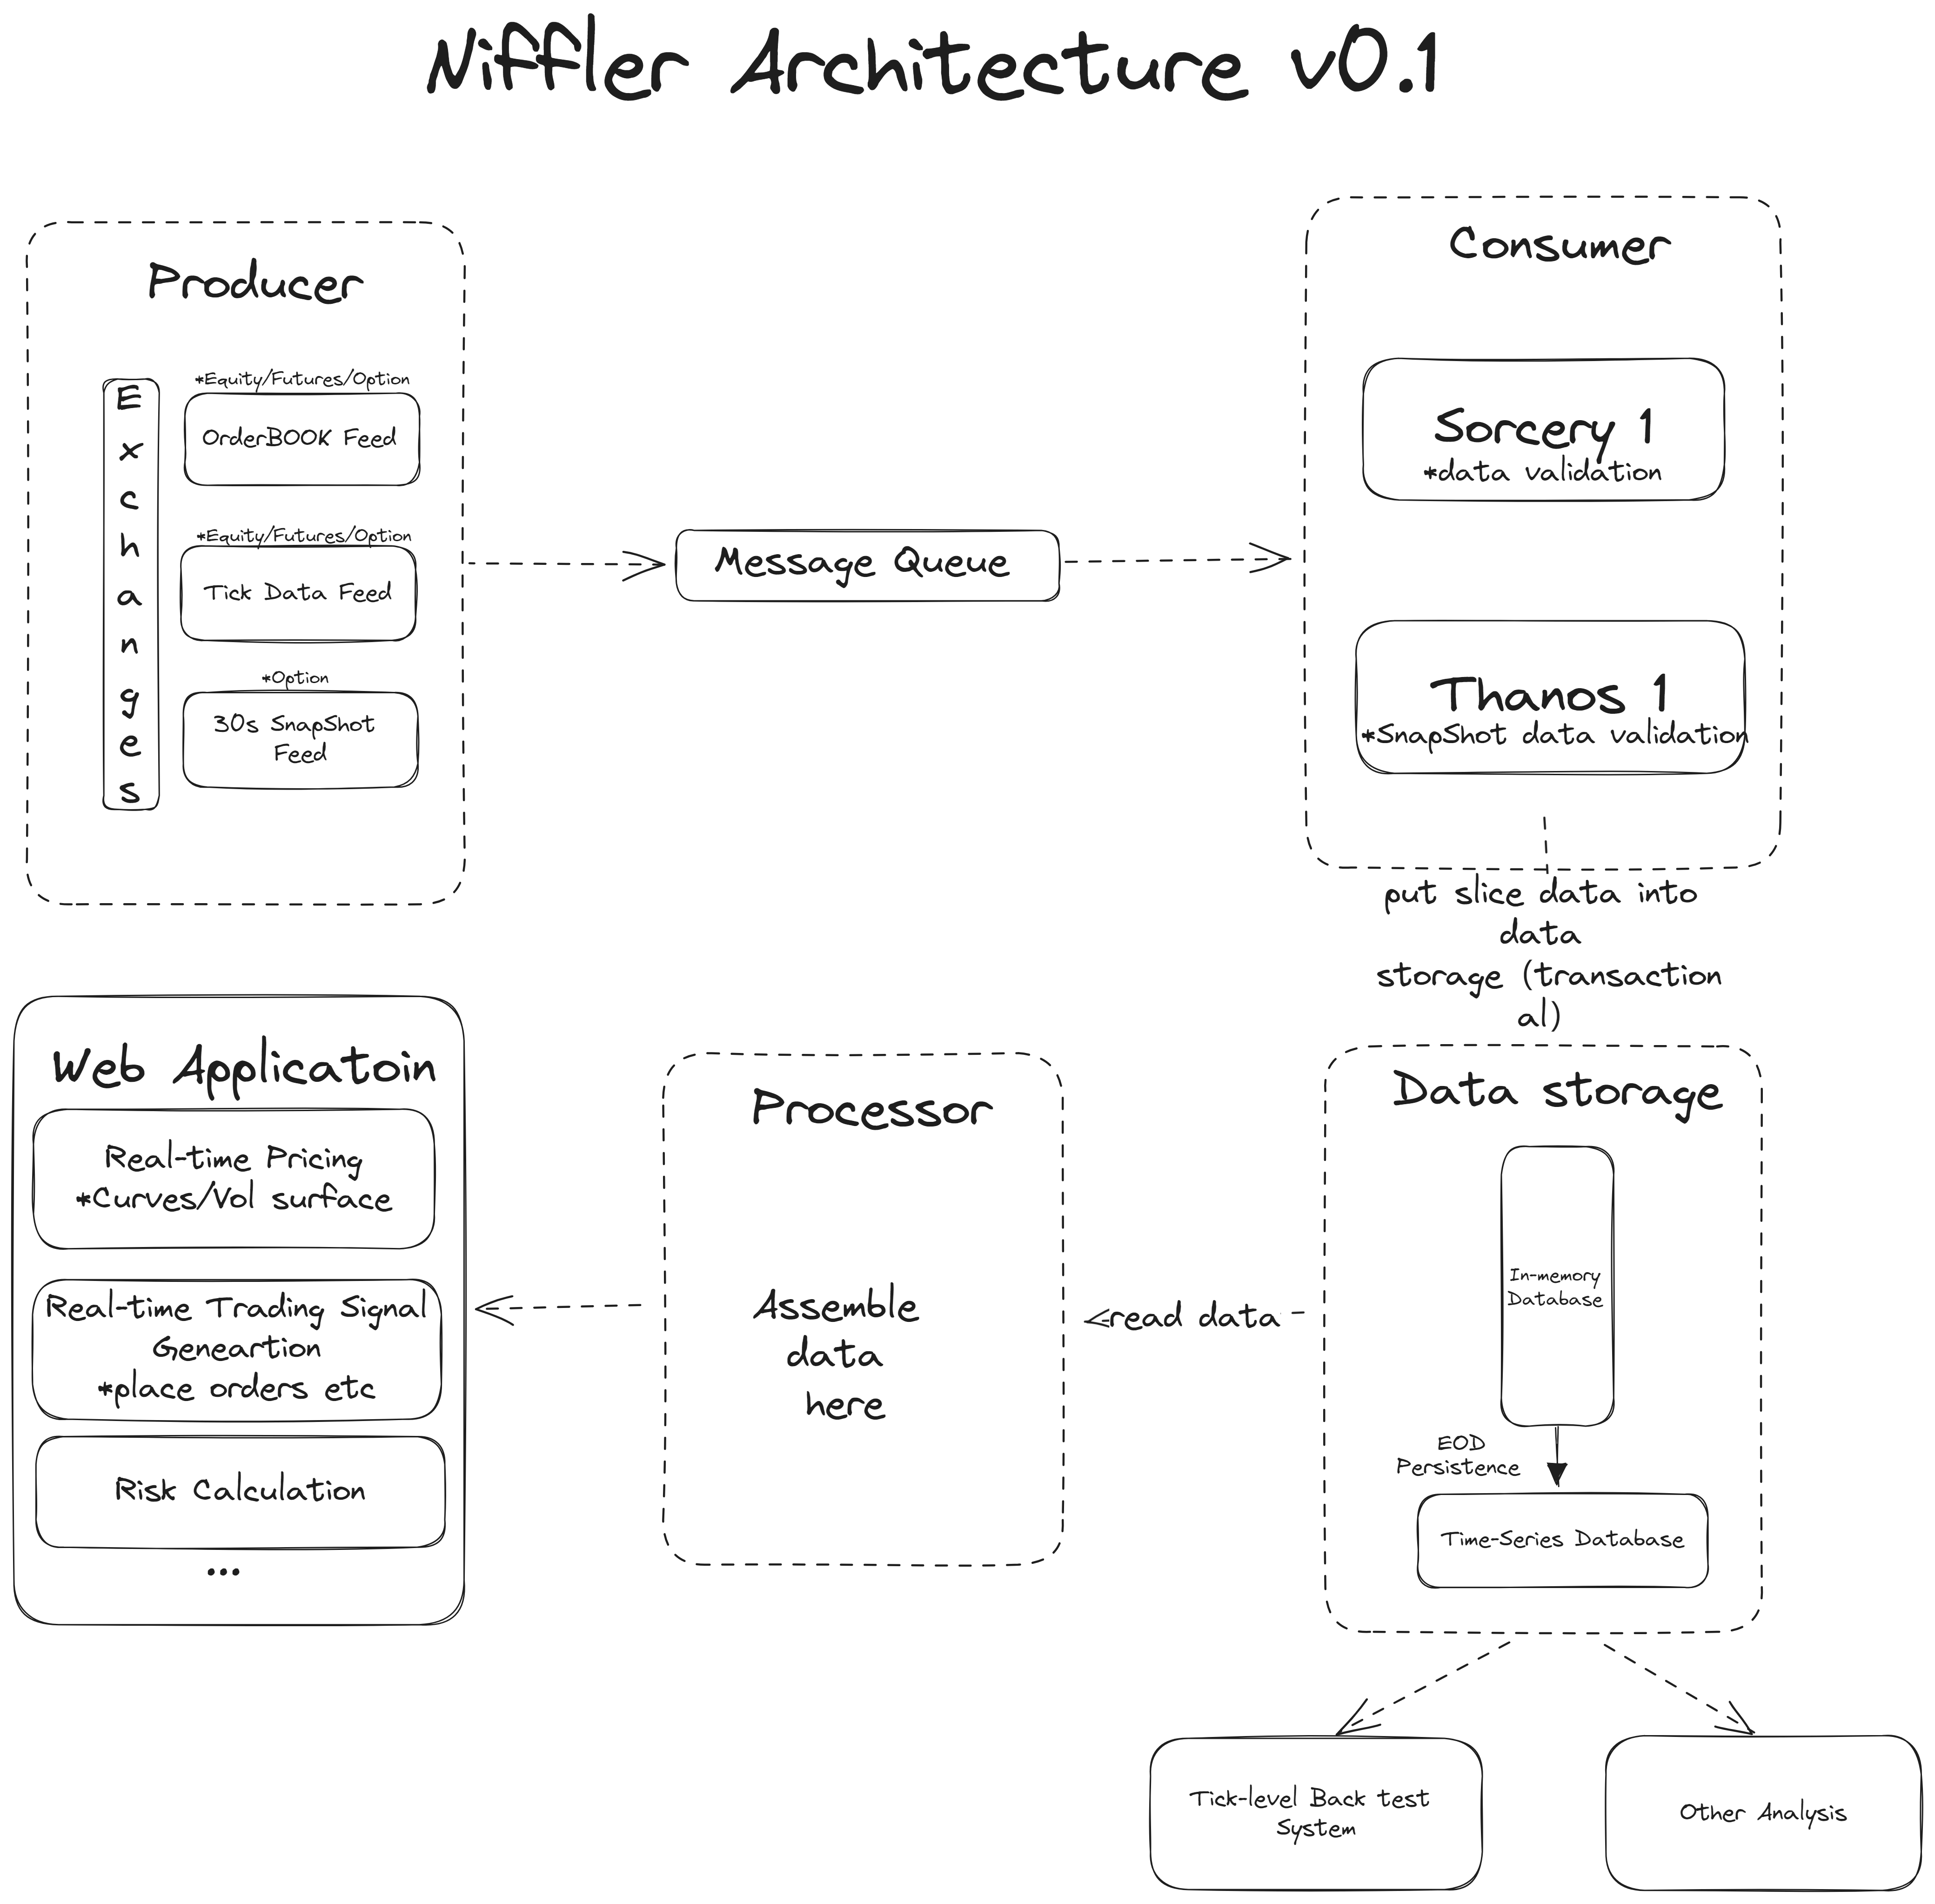 Niffler Architecture v0.1
Producer
Exchanges
*Equity/Futures/Option
OrderBOOK Feed
*Equity/Futures/Option
Tick Data Feed
*Option
30s SnapShot
Feed
Message Queue
Consumer
Sorcery 1
*data validation
Thanos 1
*SnapShot data validation
put slice data into
data
storage (transaction
al)
Web Applicatoin
Real-time Pricing
*Curves/Vol surface
Real-time Trading Signal
Geneartion
*place orders etc
Risk Calculation
...
Processor
Assemble
data
here
read data
Data storage
In-memory
Database
EOD
Persistence
Time-Series Database
Tick-level Back test
System
Other Analysis